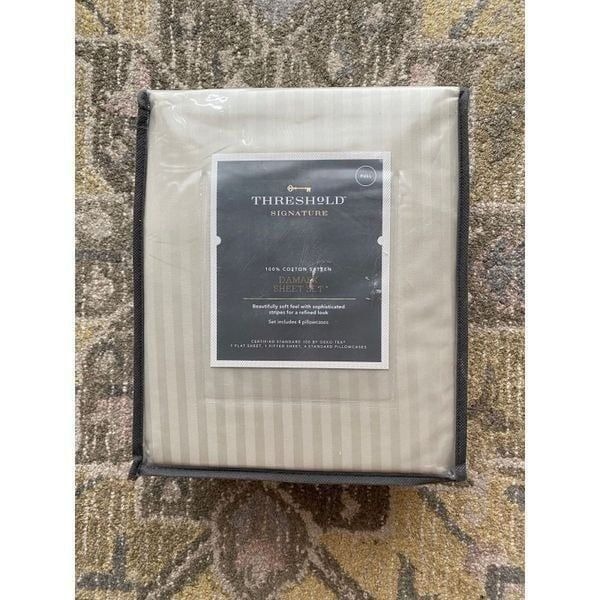 FULL
THRESHOLD™
SIGNATURE
100% COTTON SATEEN
DAMASK
SHEET SET
Beautifully soft feel with sophisticated
stripes for a refined look
Set includes 4 pillowcases
CERTIFIED STANDARD 100 BY OEKO-TEX®
1 FLAT SHEET, 1 FITTED SHEET, 4 STANDARD PILLOWCASES